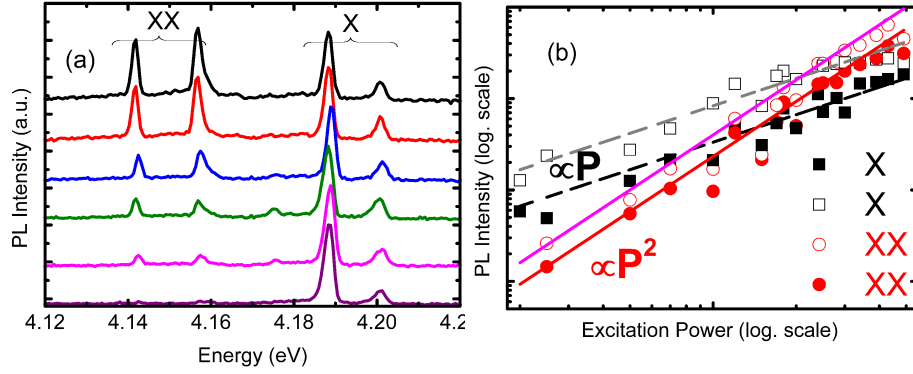 (a)
XX
X
PL Intensity (a.u.)
4.12
4.14
4.16
4.18
4.20
4.2
Energy (eV)
(b)
∝P
∝P²
X
X
XX
XX
PL Intensity (log. scale)
Excitation Power (log. scale)